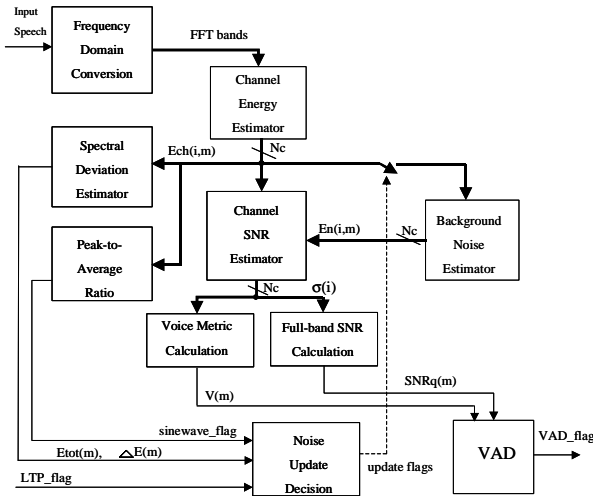 Input
Speech
Frequency
Domain
Conversion
FFT bands
Channel
Energy
Estimator
Nc
Ech(i,m)
Spectral
Deviation
Estimator
Channel
SNR
Estimator
En(i,m)
Nc
Background
Noise
Estimator
Peak-to-
Average
Ratio
Nc
σ(i)
Voice Metric
Calculation
Full-band SNR
Calculation
SNRq(m)
V(m)
sinewave_flag
Etot(m), △E(m)
LTP_flag
Noise
Update
Decision
update flags
VAD
VAD_flag